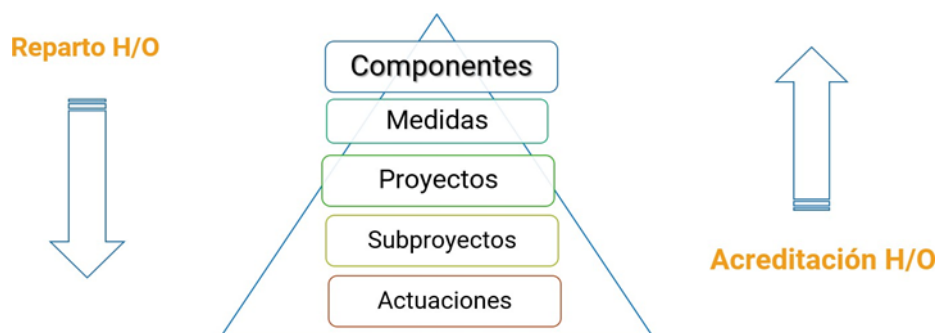 Reparto H/O
Componentes
Medidas
Proyectos
Subproyectos
Actuaciones
Acreditación H/O